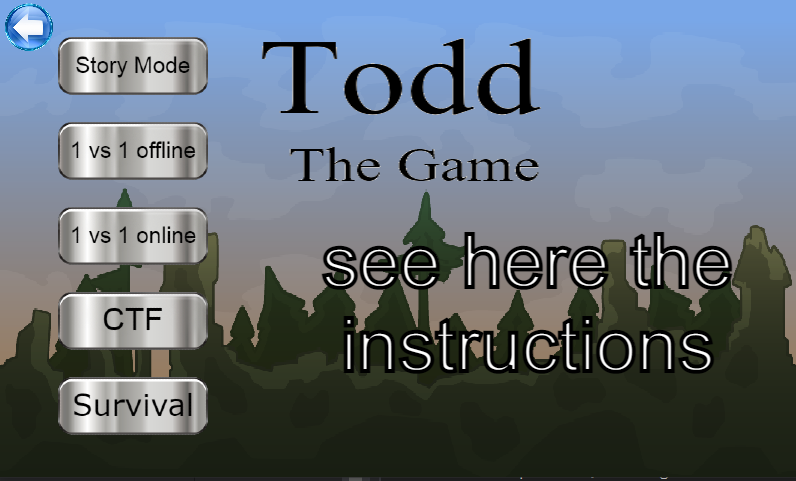 Story Mode
1 vs 1 offline
1 vs 1 online
CTF
Survival
Todd
The Game
see here the
instructions